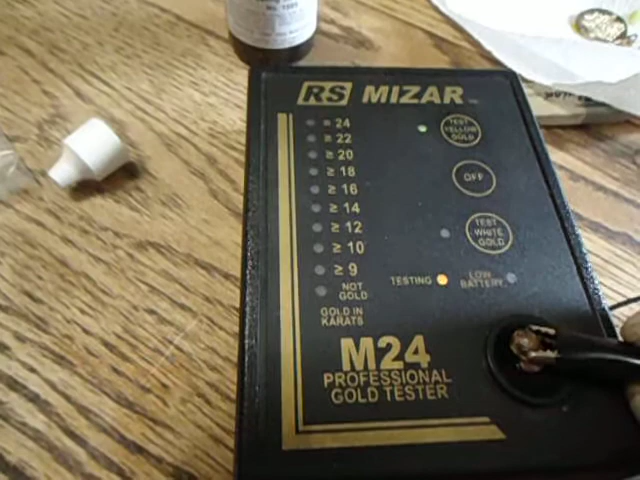 RS MIZAR
= 24
≥ 22
≥ 20
≥ 18
≥ 16
≥ 14
≥ 12
≥ 10
≥ 9
NOT
GOLD
GOLD IN
KARATS
TEST
YELLOW
GOLD
OFF
TEST
WHITE
GOLD
TESTING
LOW
BATTERY
M24
PROFESSIONAL
GOLD TESTER